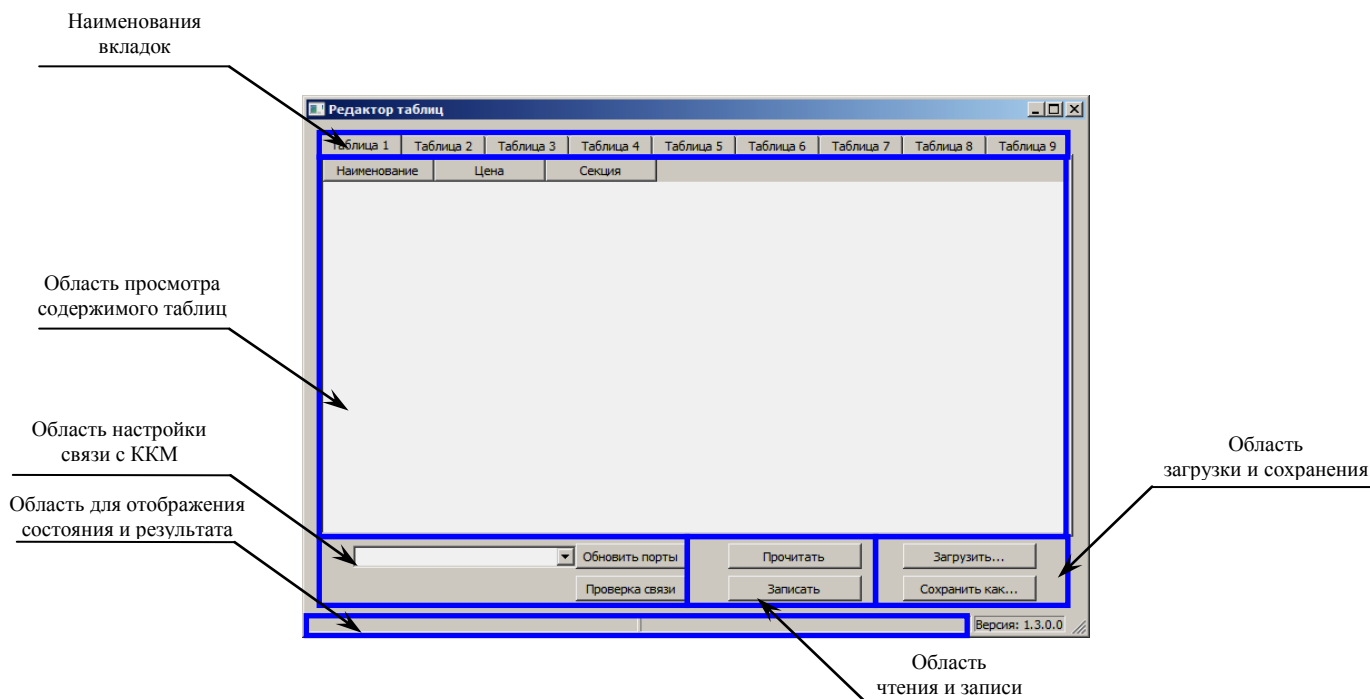 Наименования
вкладок
Редактор таблиц
Таблица 1 Таблица 2 Таблица 3 Таблица 4 Таблица 5 Таблица 6 Таблица 7 Таблица 8 Таблица 9
Наименование Цена Секция
Область просмотра
содержимого таблиц
Область настройки
связи с ККМ
Область
загрузки и сохранения
Область для отображения
состояния и результата
Обновить порты Прочитать Загрузить...
Проверка связи Записать Сохранить как...
Версия: 1.3.0.0
Область
чтения и записи